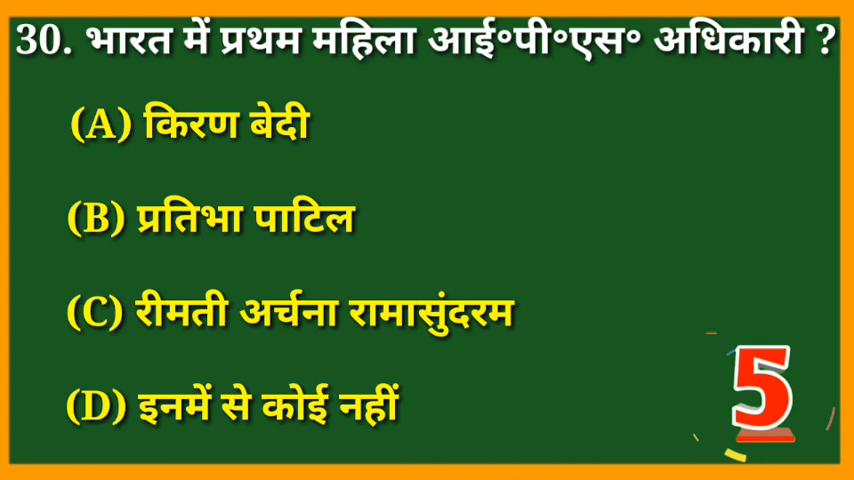 30. भारत में प्रथम महिला आई॰पी॰एस॰ अधिकारी ?
(A) किरण बेदी
(B) प्रतिभा पाटिल
(C) रीमती अर्चना रामासुंदरम
(D) इनमें से कोई नहीं
5